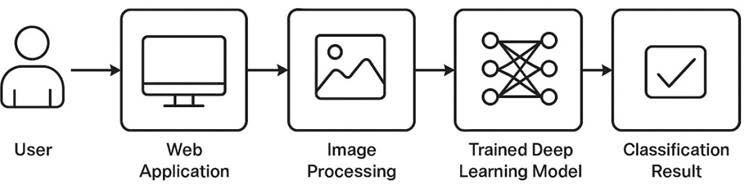 User
Web
Application
Image
Processing
Trained Deep
Learning Model
Classification
Result